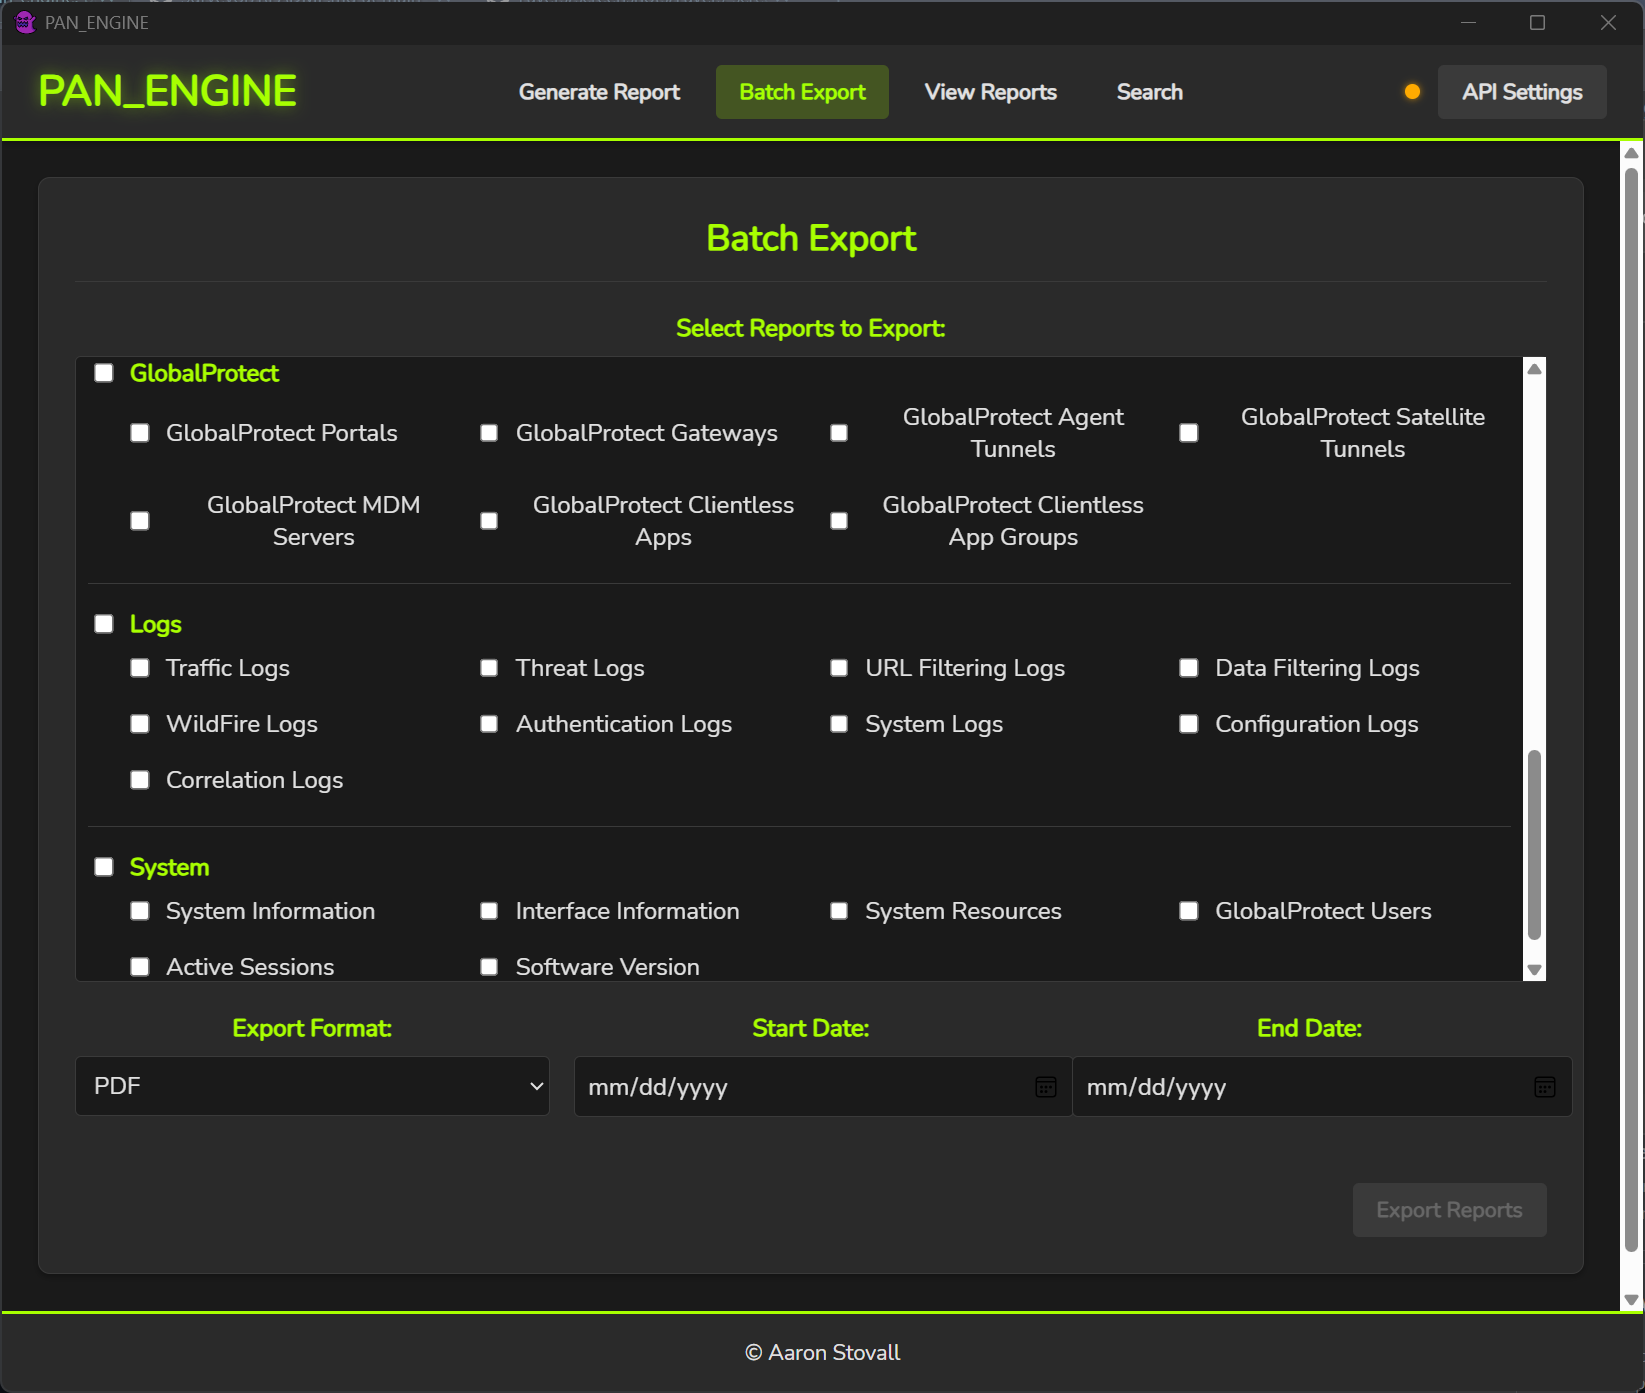 PAN_ENGINE
PAN_ENGINE
Generate Report
Batch Export
View Reports
Search
API Settings
Batch Export
Select Reports to Export:
GlobalProtect
GlobalProtect Portals
GlobalProtect Gateways
GlobalProtect Agent
Tunnels
GlobalProtect Satellite
Tunnels
GlobalProtect MDM
Servers
GlobalProtect Clientless
Apps
GlobalProtect Clientless
App Groups
Logs
Traffic Logs
Threat Logs
URL Filtering Logs
Data Filtering Logs
WildFire Logs
Authentication Logs
System Logs
Configuration Logs
Correlation Logs
System
System Information
Interface Information
System Resources
GlobalProtect Users
Active Sessions
Software Version
Export Format:
Start Date:
End Date:
PDF
mm/dd/yyyy
mm/dd/yyyy
Export Reports
© Aaron Stovall